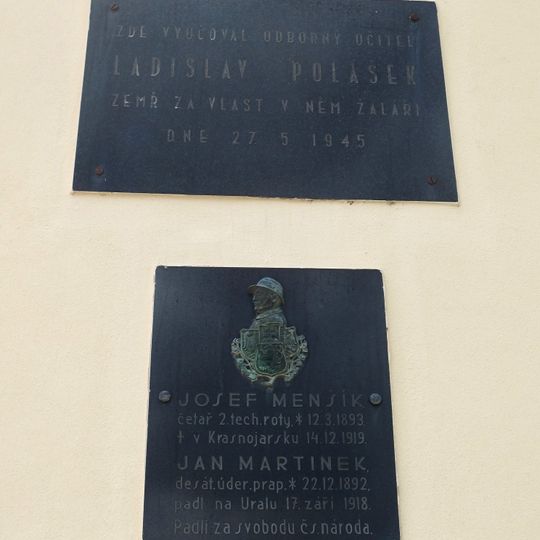 ZDE VYUČOVAL ODBORNÝ UČITEL
LADISLAV POLÁŠEK
ZEMŘ ZA VLAST V NĚM ŽALÁŘI
DNE 27 5 1945
JOSEF MENŠÍK
četař 2.tech.roty, * 12.3.1893.
† v Krasnojarsku 14.12.1919.
JAN MARTINEK,
desát.úder.prap. * 22.12.1892,
padl na Uralu 17. září 1918.
Padli za svobodu čs.národa.